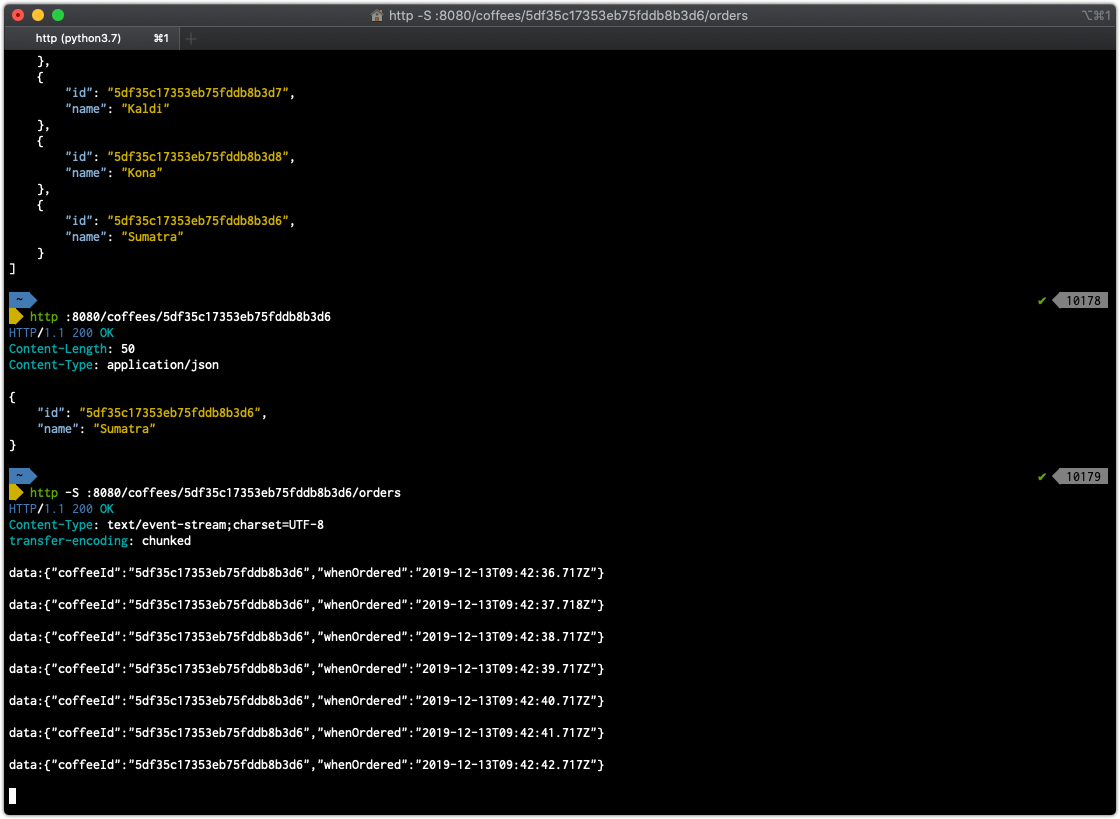 http -S :8080/coffees/5df35c17353eb75fddb8b3d6/orders
⌥⌘1
http (python3.7) ⌘1
+
},
{
"id": "5df35c17353eb75fddb8b3d7",
"name": "Kaldi"
},
{
"id": "5df35c17353eb75fddb8b3d8",
"name": "Kona"
},
{
"id": "5df35c17353eb75fddb8b3d6",
"name": "Sumatra"
}
]
~ ✔ 10178
http :8080/coffees/5df35c17353eb75fddb8b3d6
HTTP/1.1 200 OK
Content-Length: 50
Content-Type: application/json
{
"id": "5df35c17353eb75fddb8b3d6",
"name": "Sumatra"
}
~ ✔ 10179
http -S :8080/coffees/5df35c17353eb75fddb8b3d6/orders
HTTP/1.1 200 OK
Content-Type: text/event-stream;charset=UTF-8
transfer-encoding: chunked
data:{"coffeeId":"5df35c17353eb75fddb8b3d6","whenOrdered":"2019-12-13T09:42:36.717Z"}
data:{"coffeeId":"5df35c17353eb75fddb8b3d6","whenOrdered":"2019-12-13T09:42:37.718Z"}
data:{"coffeeId":"5df35c17353eb75fddb8b3d6","whenOrdered":"2019-12-13T09:42:38.717Z"}
data:{"coffeeId":"5df35c17353eb75fddb8b3d6","whenOrdered":"2019-12-13T09:42:39.717Z"}
data:{"coffeeId":"5df35c17353eb75fddb8b3d6","whenOrdered":"2019-12-13T09:42:40.717Z"}
data:{"coffeeId":"5df35c17353eb75fddb8b3d6","whenOrdered":"2019-12-13T09:42:41.717Z"}
data:{"coffeeId":"5df35c17353eb75fddb8b3d6","whenOrdered":"2019-12-13T09:42:42.717Z"}